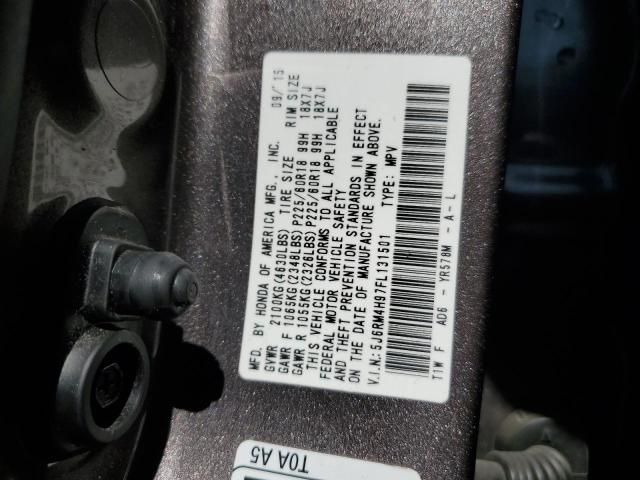 MFD. BY HONDA OF AMERICA MFG., INC. 09/15
GVWR 2100KG(4630LBS) TIRE SIZE RIM SIZE
GAWR F 1065KG(2348LBS) P225/60R18 99H 18X7J
GAWR R 1055KG(2326LBS) P225/60R18 99H 18X7J
THIS VEHICLE CONFORMS TO ALL APPLICABLE
FEDERAL MOTOR VEHICLE SAFETY
AND THEFT PREVENTION STANDARDS IN EFFECT
ON THE DATE OF MANUFACTURE SHOWN ABOVE.
V.I.N.:5J6RM4H97FL131501 TYPE: MPV
T1W F AD6 - YR578M - A - L
T0A A5